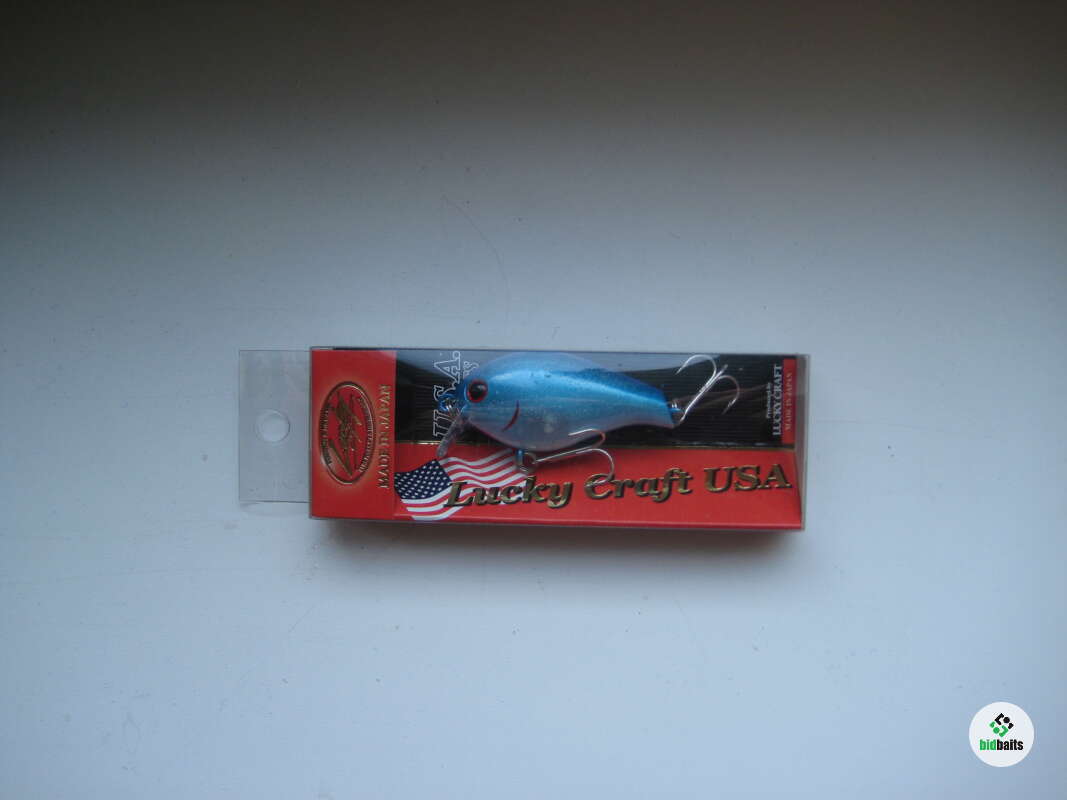 MADE IN JAPAN
U.S.A.
Lucky Craft USA
Produced By
LUCKY CRAFT
MADE IN JAPAN
bidbaits